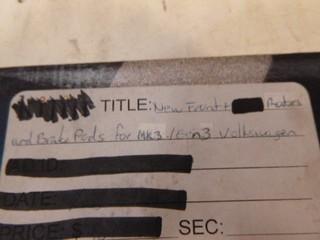 TITLE: New Front + Rotors
and Brake Pads for MK3 / Gen3 Volkswagen
DATE:
PRICE: $ SEC: